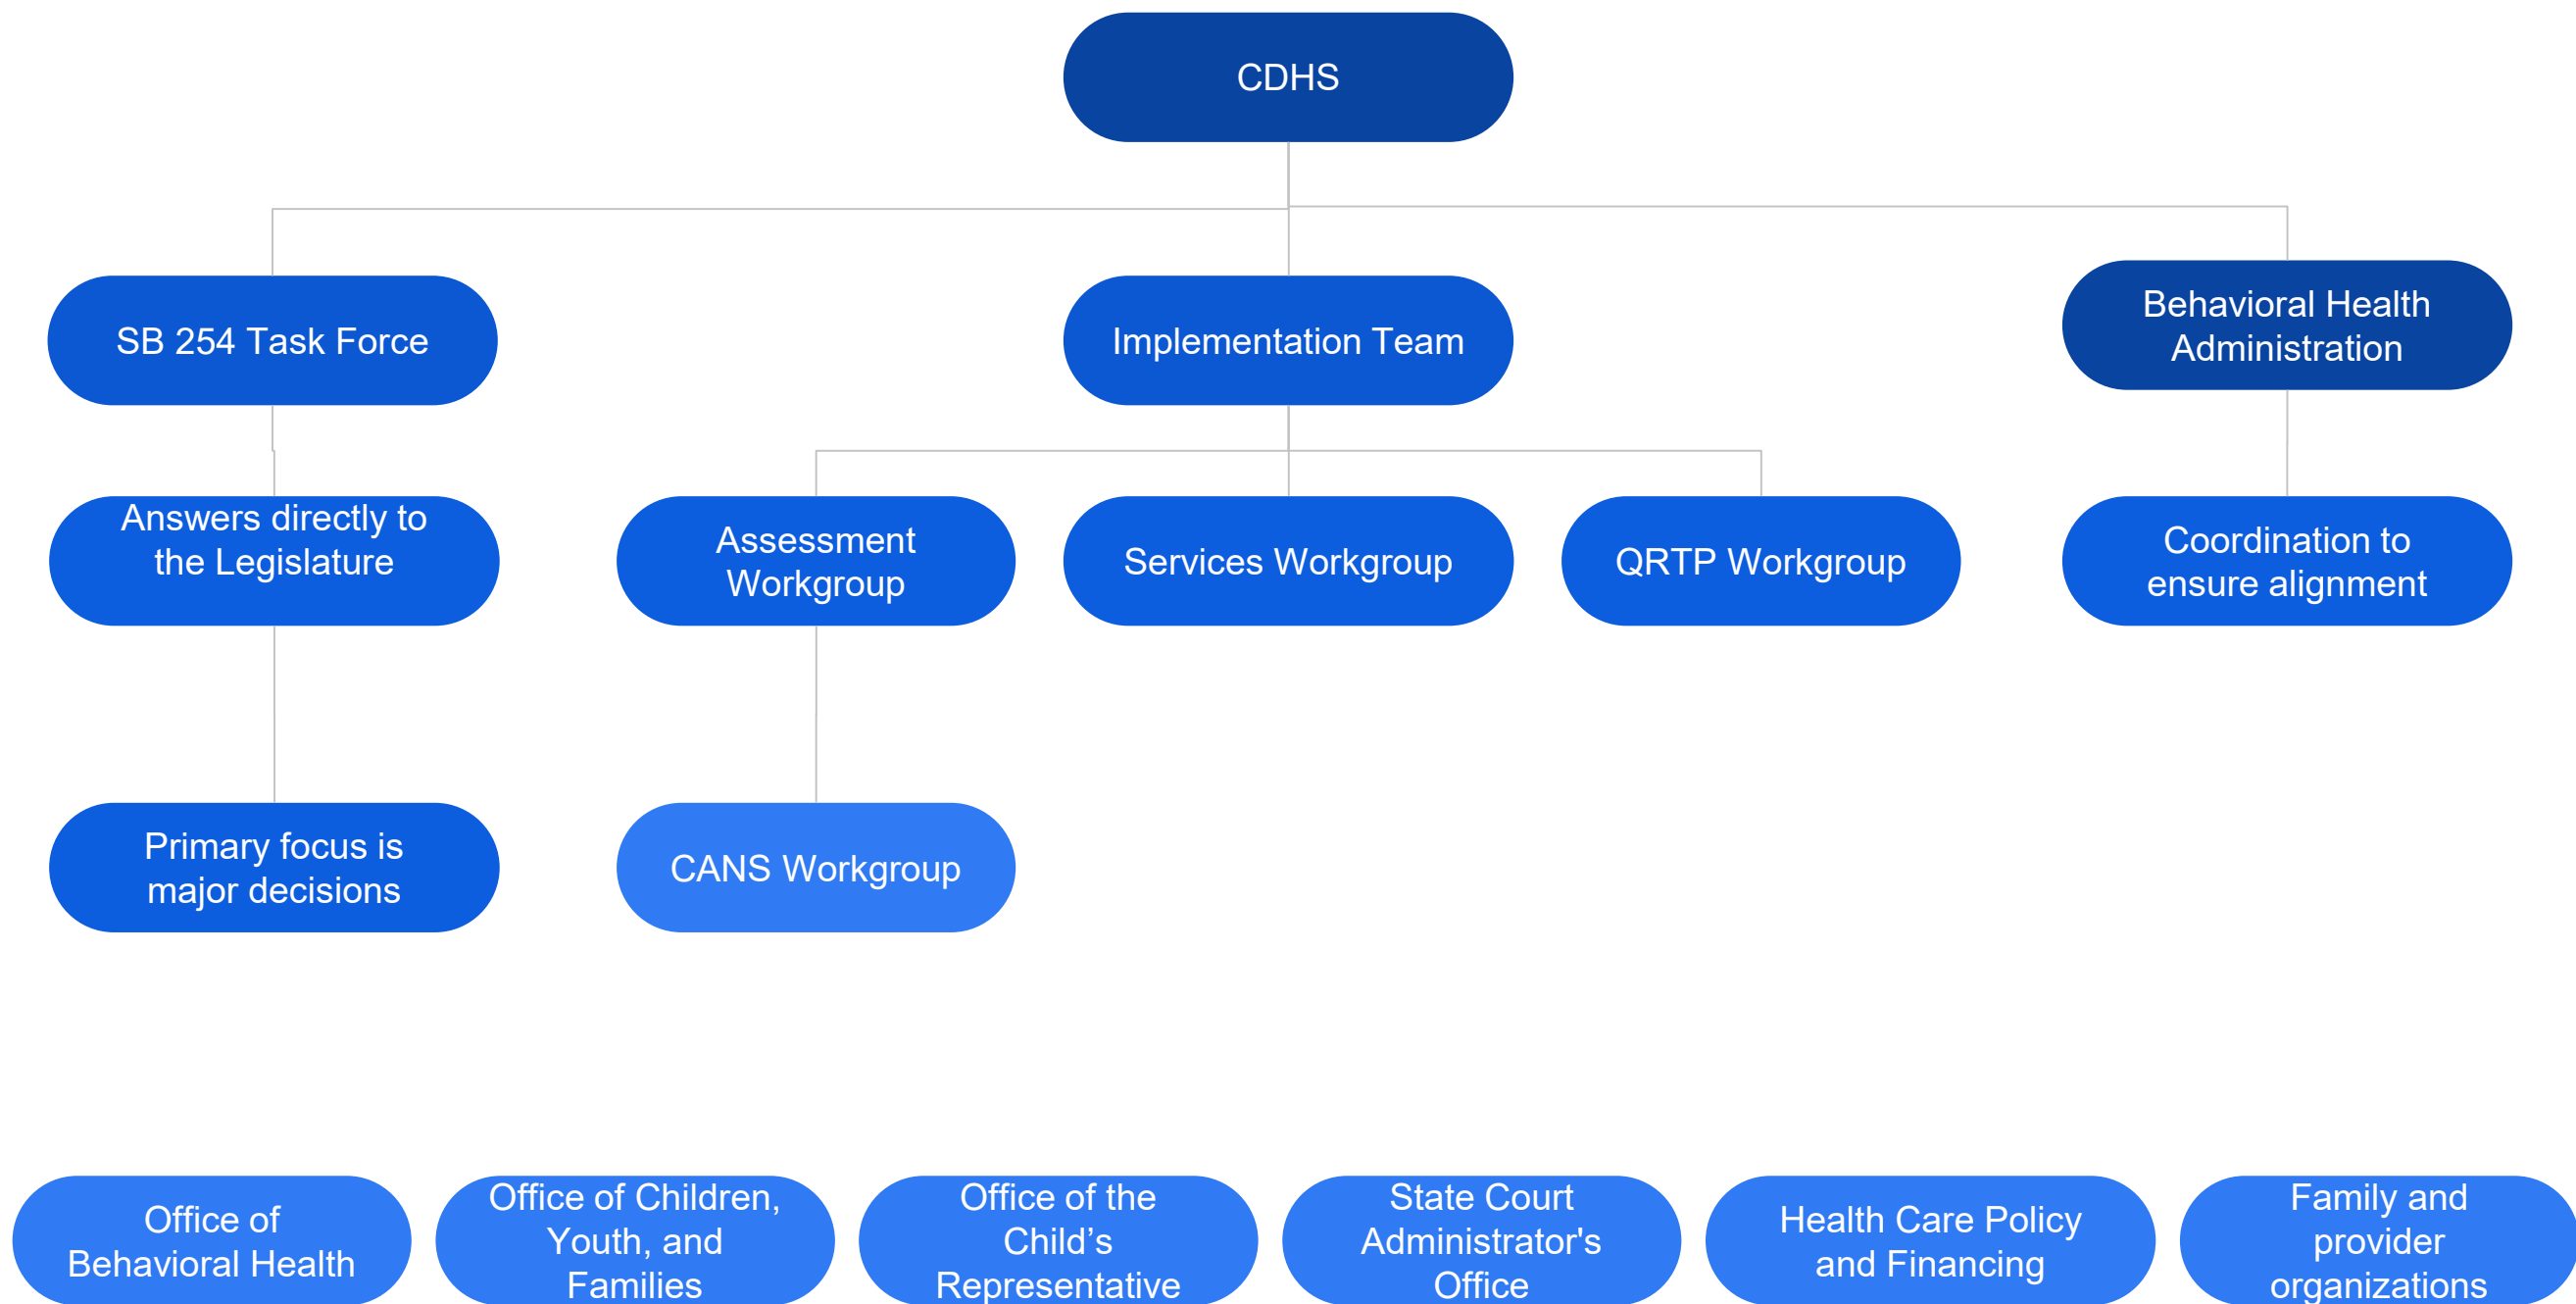 CDHS
SB 254 Task Force
Implementation Team
Behavioral Health
Administration
Answers directly to
the Legislature
Assessment
Workgroup
Services Workgroup
QRTP Workgroup
Coordination to
ensure alignment
Primary focus is
major decisions
CANS Workgroup
Office of
Behavioral Health
Office of Children,
Youth, and
Families
Office of the
Child’s
Representative
State Court
Administrator's
Office
Health Care Policy
and Financing
Family and
provider
organizations